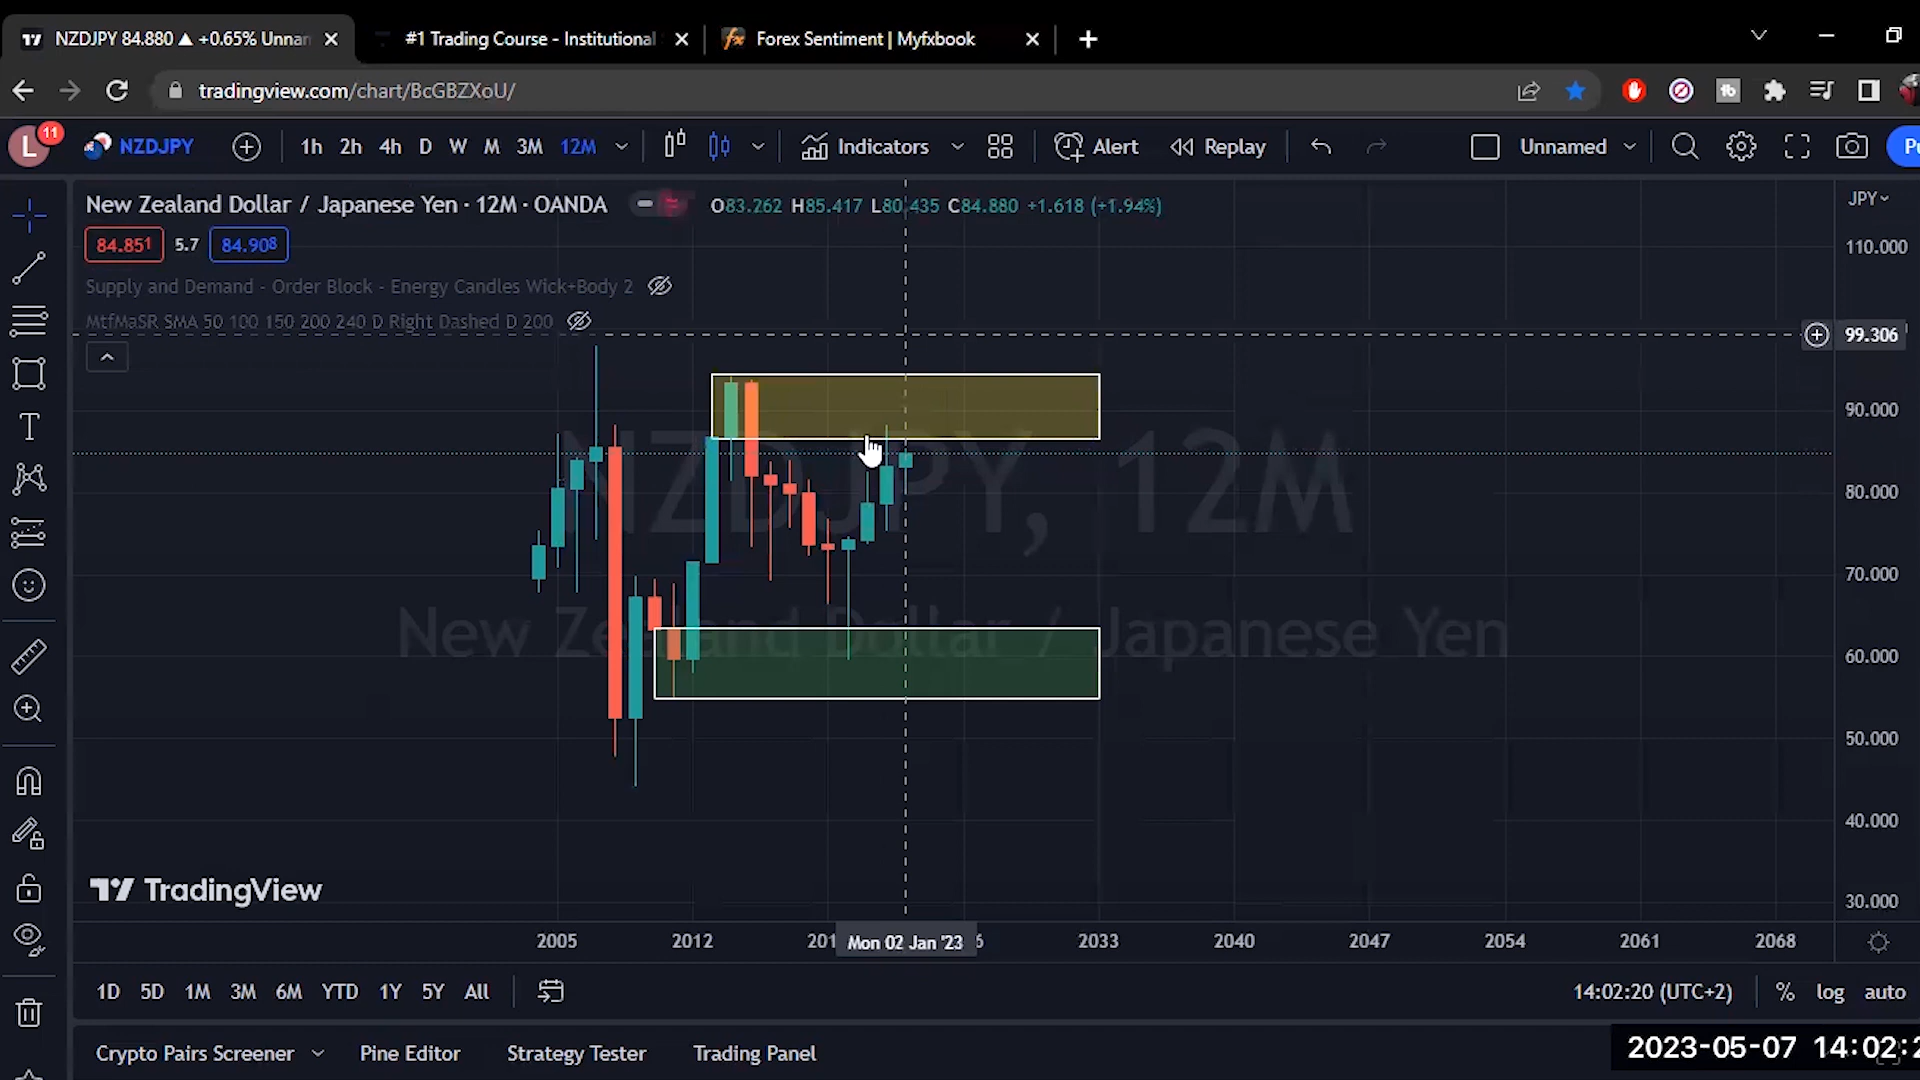 NZDJPY 84.880 ▲ +0.65% Unnan
#1 Trading Course - Institutional
Forex Sentiment | Myfxbook
tradingview.com/chart/BcGBZXoU/
L 11 NZDJPY 1h 2h 4h D W M 3M 12M Indicators Alert Replay Unnamed Pu
New Zealand Dollar / Japanese Yen · 12M · OANDA O83.262 H85.417 L80.435 C84.880 +1.618 (+1.94%) JPY
84.851 5.7 84.908
110.000
Supply and Demand - Order Block - Energy Candles Wick+Body 2
MtfMaSR SMA 50 100 150 200 240 D Right Dashed D 200
99.306
90.000
NZDJPY, 12M
80.000
70.000
New Zealand Dollar / Japanese Yen
60.000
50.000
40.000
TradingView
30.000
2005 2012 201 Mon 02 Jan '23 6 2033 2040 2047 2054 2061 2068
1D 5D 1M 3M 6M YTD 1Y 5Y All 14:02:20 (UTC+2) % log auto
Crypto Pairs Screener Pine Editor Strategy Tester Trading Panel
2023-05-07 14:02:2